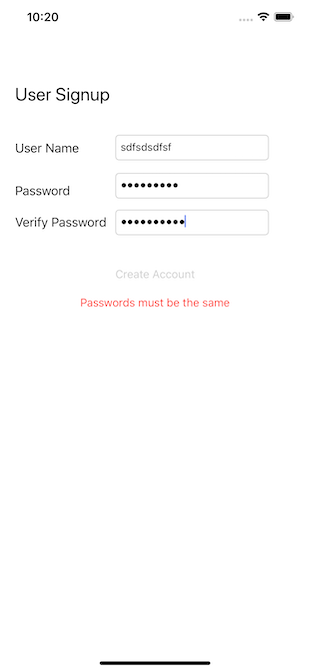 10:20
User Signup
User Name sdfsdsdfsf
Password •••••••••
Verify Password ••••••••••
Create Account
Passwords must be the same